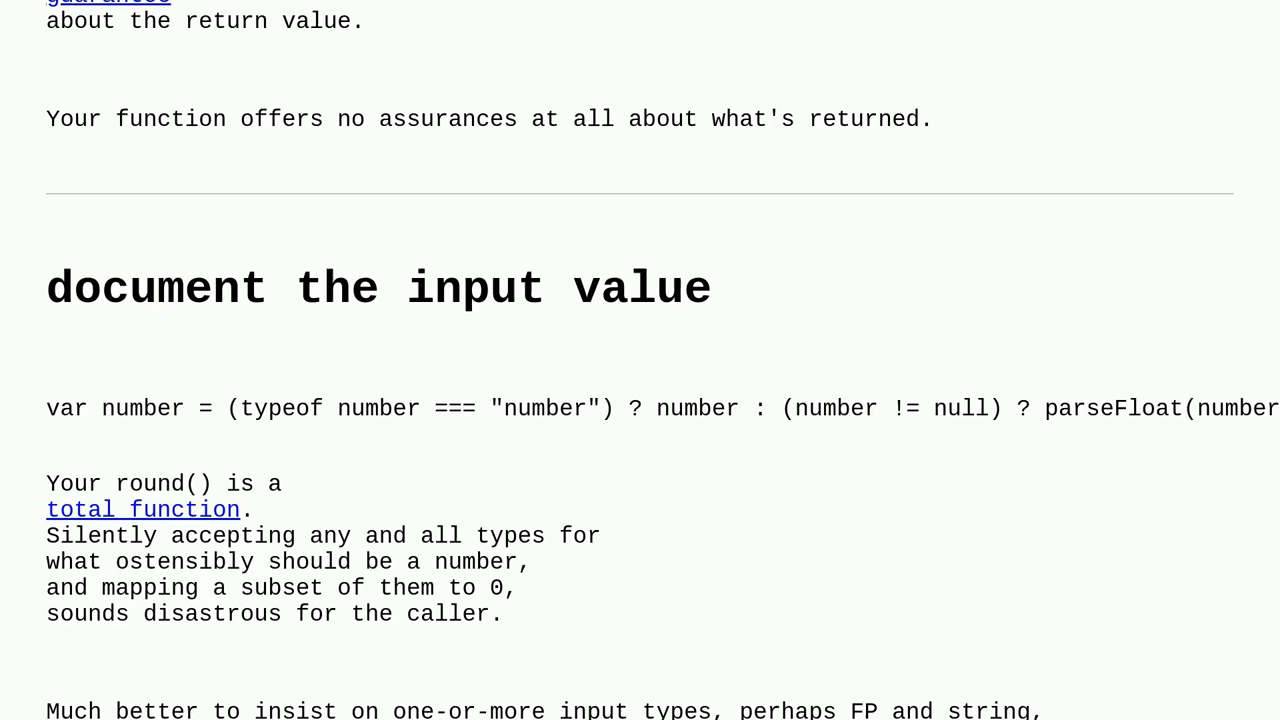 guarantee
about the return value.
Your function offers no assurances at all about what's returned.
document the input value
var number = (typeof number === "number") ? number : (number != null) ? parseFloat(number
Your round() is a
total function.
Silently accepting any and all types for
what ostensibly should be a number,
and mapping a subset of them to 0,
sounds disastrous for the caller.
Much better to insist on one-or-more input types, perhaps FP and string,